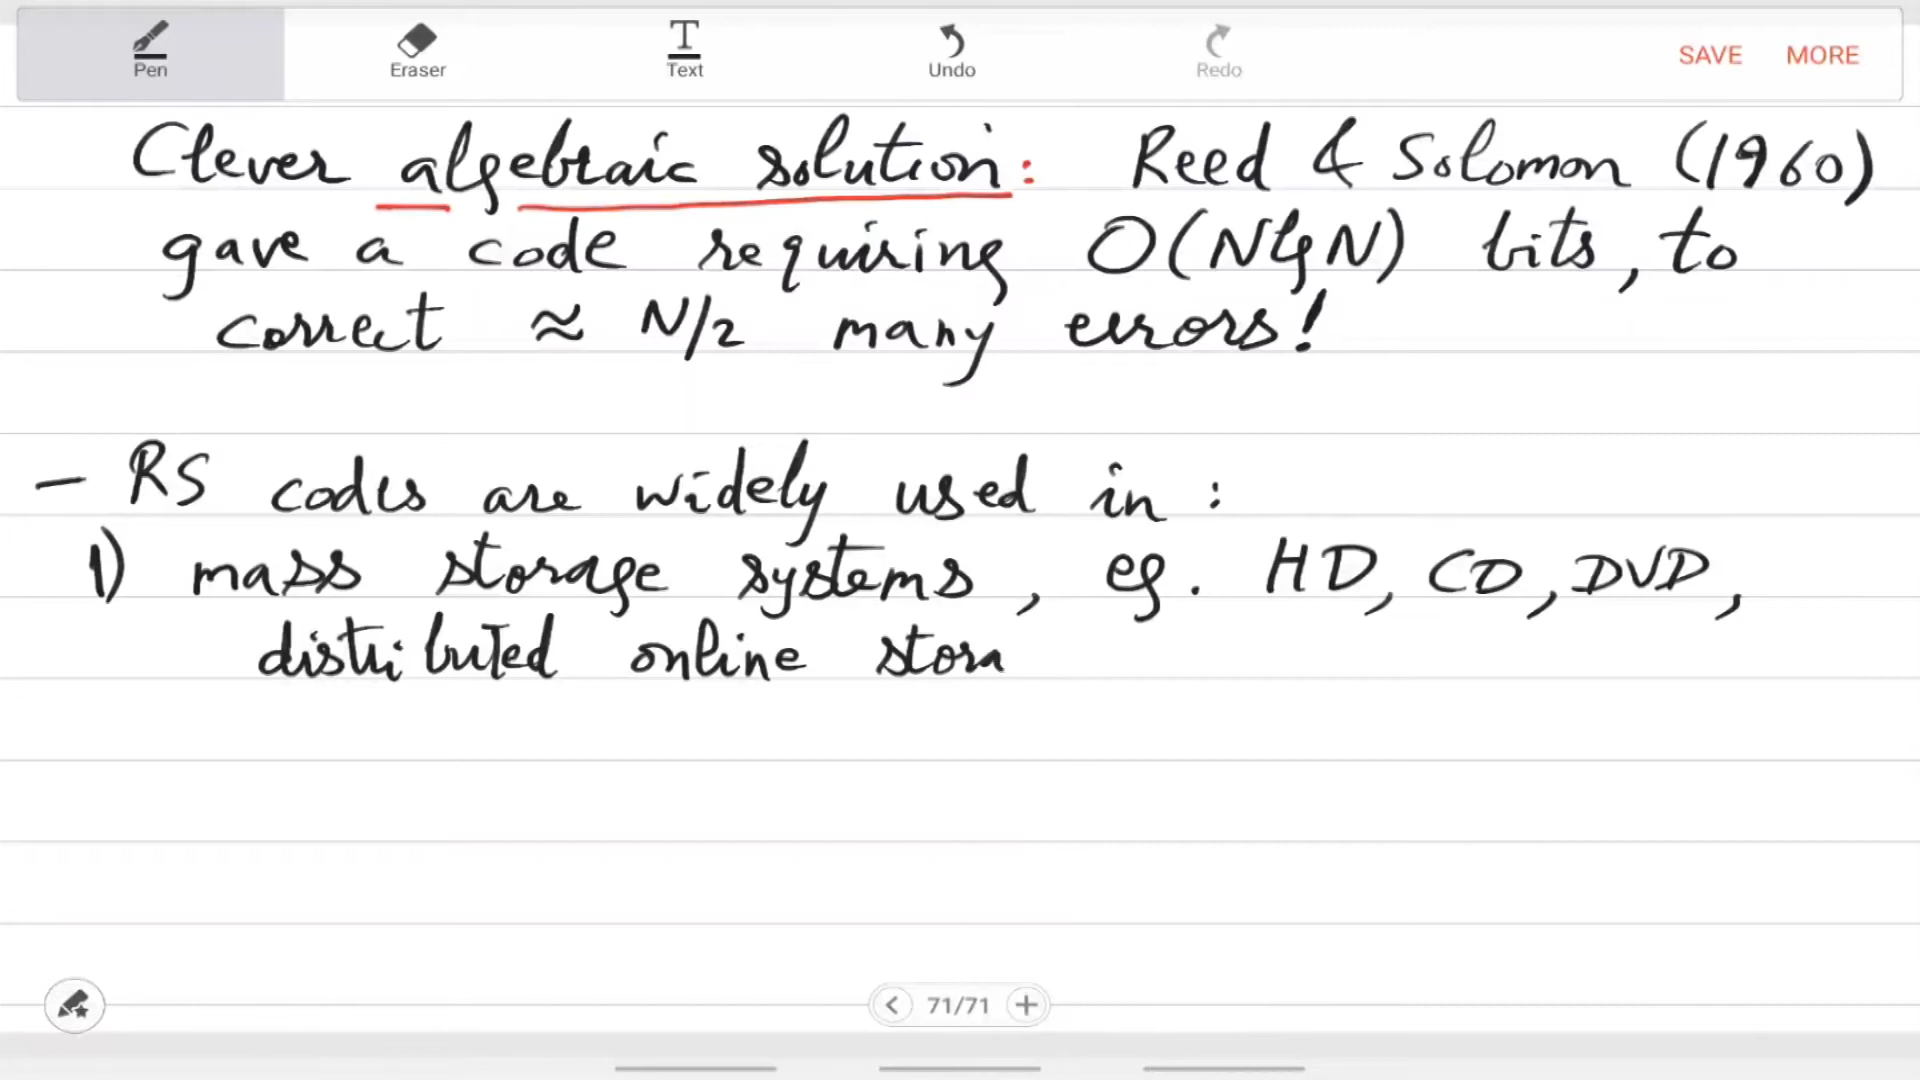 Pen
Eraser
Text
Undo
Redo
SAVE
MORE
Clever algebraic solution: Reed & Solomon (1960)
gave a code requiring O(NlgN) bits, to
correct ≈ N/2 many errors!
- RS codes are widely used in :
1) mass storage systems, eg. HD, CD, DVD,
distributed online stora
71/71